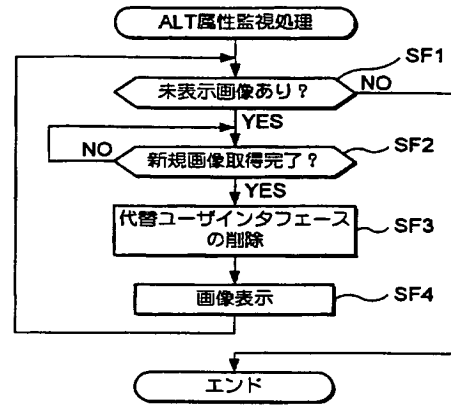 ALT属性監視処理
SF1
未表示画像あり？
NO
YES
SF2
NO
新規画像取得完了？
YES
代替ユーザインタフェース
の削除
SF3
画像表示
SF4
エンド